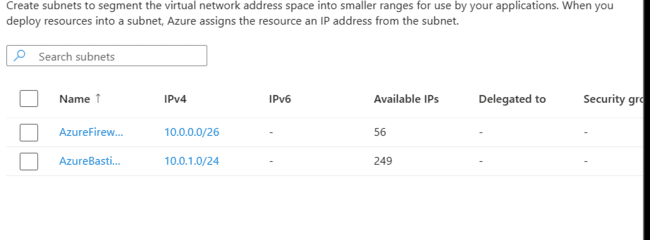 Create subnets to segment the virtual network address space into smaller ranges for use by your applications. When you
deploy resources into a subnet, Azure assigns the resource an IP address from the subnet.
Search subnets
Name ↑ IPv4 IPv6 Available IPs Delegated to Security gro
AzureFirew... 10.0.0.0/26 - 56 - -
AzureBasti... 10.0.1.0/24 - 249 - -